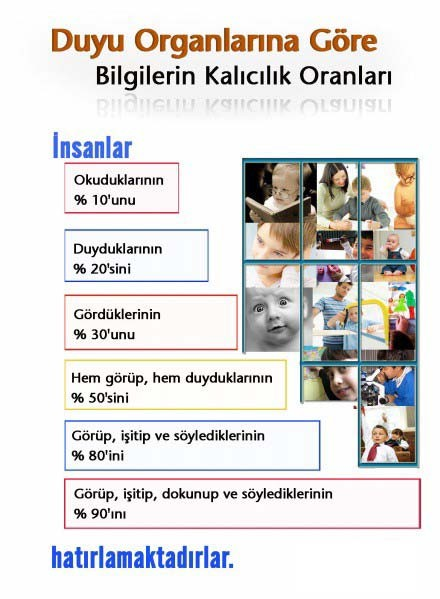 Duyu Organlarına Göre
Bilgilerin Kalıcılık Oranları
İnsanlar
Okuduklarının
% 10'unu
Duyduklarının
% 20'sini
Gördüklerinin
% 30'unu
Hem görüp, hem duyduklarının
% 50'sini
Görüp, işitip ve söylediklerinin
% 80'ini
Görüp, işitip, dokunup ve söylediklerinin
% 90'ını
hatırlamaktadırlar.